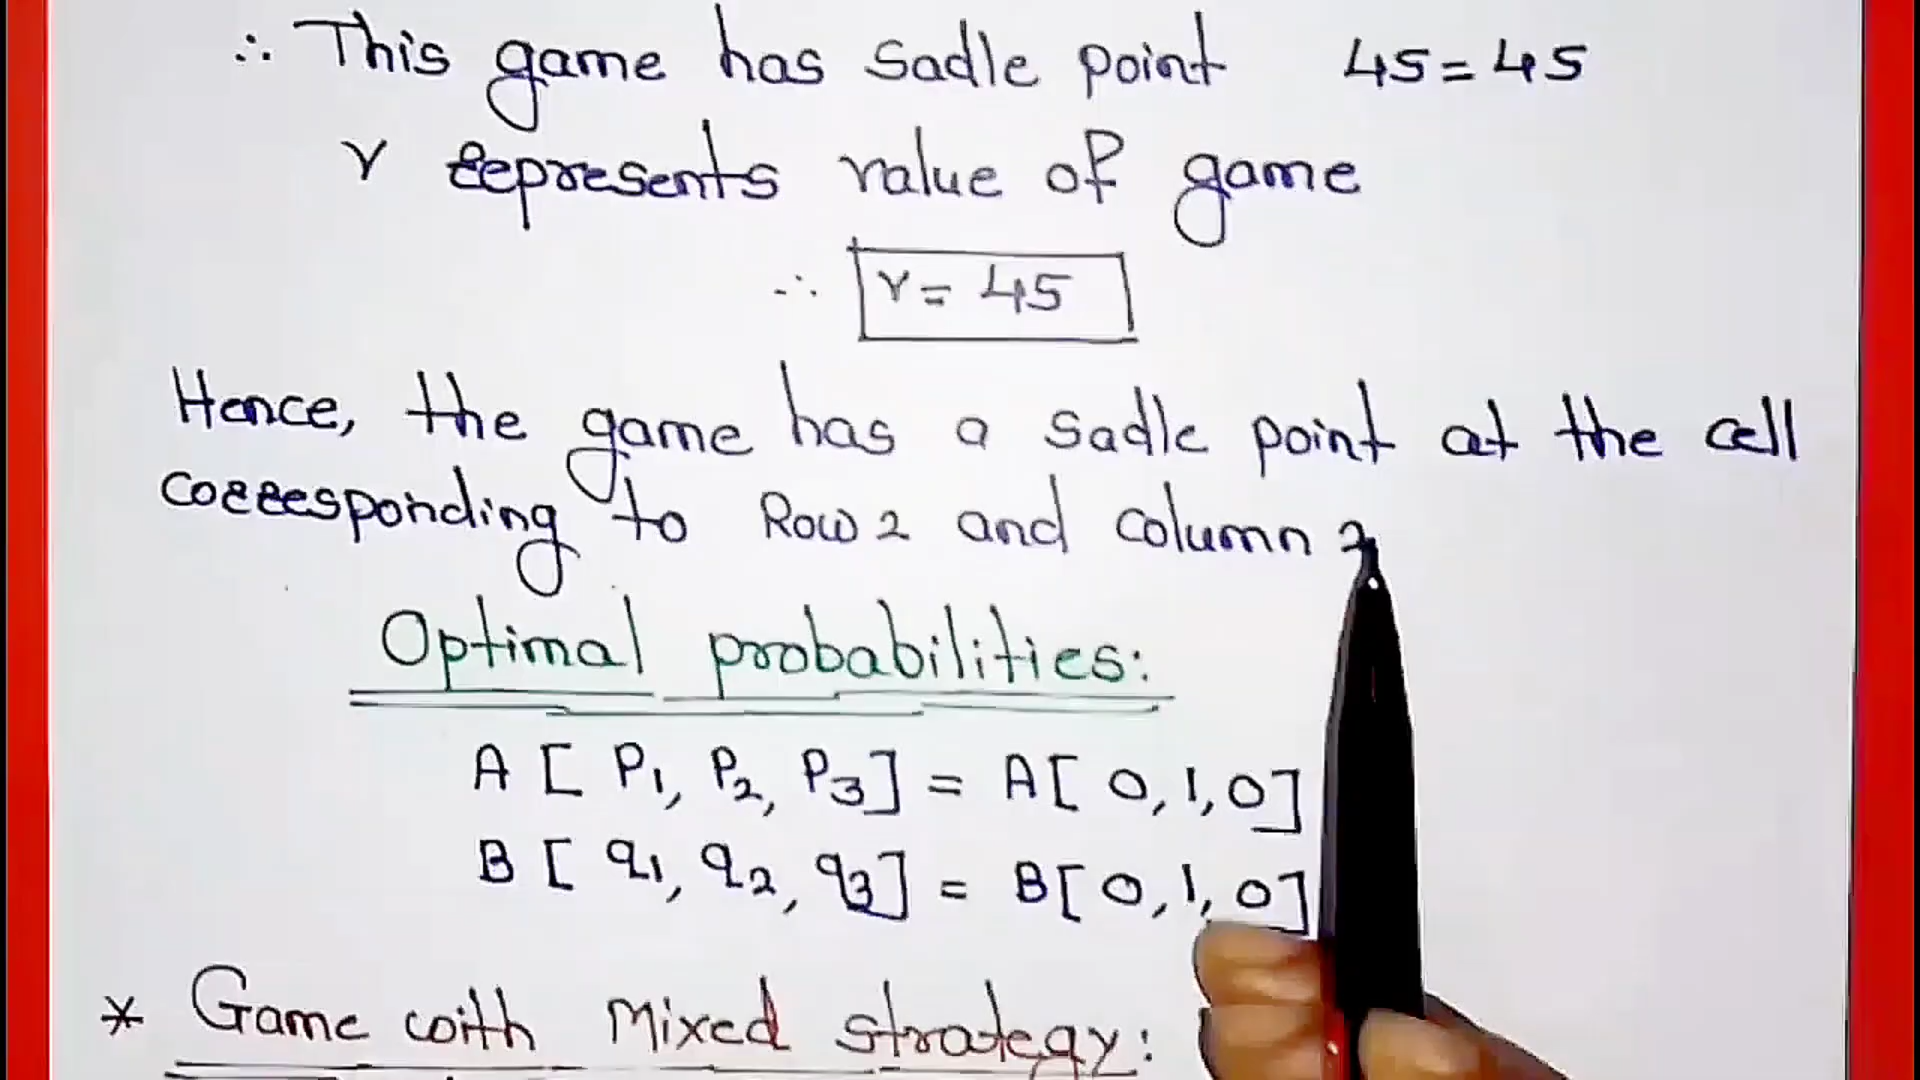 ∴ This game has Sadle point 45 = 45
γ represents value of game
∴ γ = 45
Hence, the game has a sadle point at the cell
corresponding to Row 2 and column 2
Optimal probabilities:
A [ P1, P2, P3 ] = A [ 0, 1, 0 ]
B [ q1, q2, q3 ] = B [ 0, 1, 0 ]
* Game with Mixed strategy: